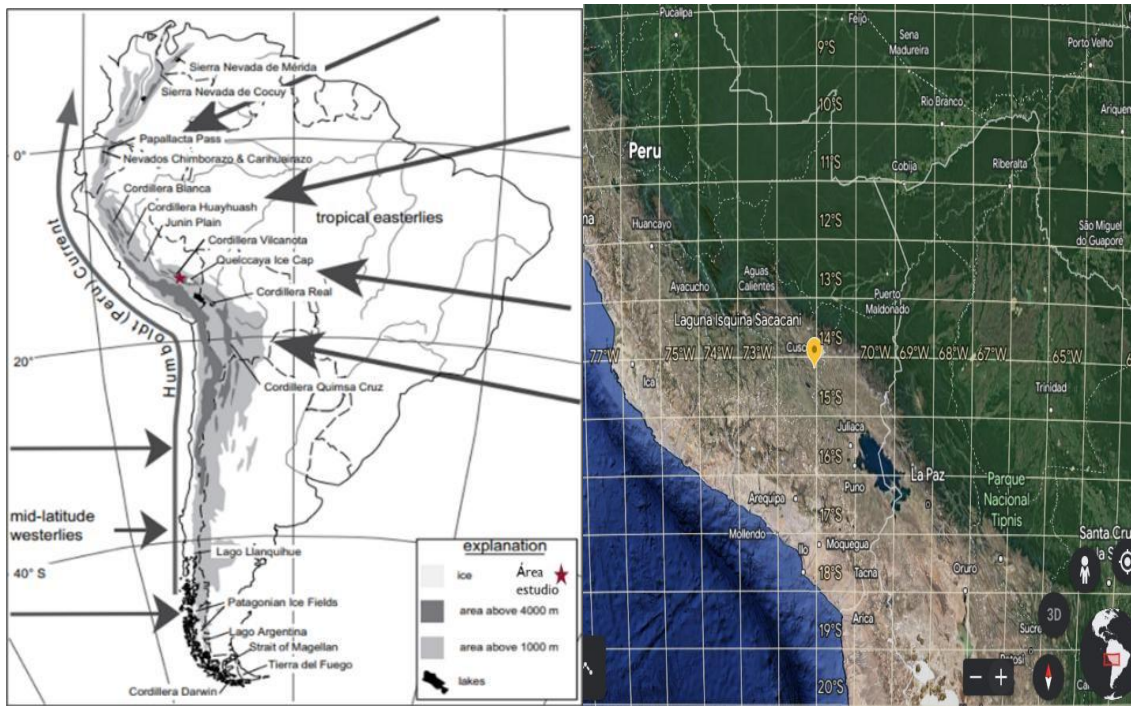 Sierra Nevada de Mérida
Sierra Nevada de Cocuy
Papallacta Pass
0°
Nevados Chimborazo & Carihuairazo
Cordillera Blanca
Cordillera Huayhuash
Junin Plain
tropical easterlies
Cordillera Vilcanota
Quelccaya Ice Cap
Cordillera Real
Humboldt (Peru) Current
20°
Cordillera Quimsa Cruz
mid-latitude
westerlies
Lago Llanquihue
40° S
Patagonian Ice Fields
Lago Argentina
Strait of Magellan
Tierra del Fuego
Cordillera Darwin
explanation
ice
Área
estudio
area above 4000 m
area above 1000 m
lakes
Pucallpa
Feijó
Sena
Madureira
Porto Velho
9°S
10°S
Rio Branco
Peru
11°S
Cobija
Riberalta
12°S
Huancayo
São Miguel
do Guaporé
13°S
Ayacucho
Aguas
Calientes
Puerto
Maldonado
Laguna Isquina Sacacani
14°S
77°W
75°W
74°W
73°W
70°W
69°W
68°W
67°W
65°W
Ica
15°S
Trinidad
Juliaca
16°S
La Paz
Puno
Arequipa
17°S
Parque
Nacional
Tipnis
Mollendo
Ilo
Moquegua
18°S
Tacna
Oruro
Santa Cruz
3D
Arica
19°S
Sucre
20°S